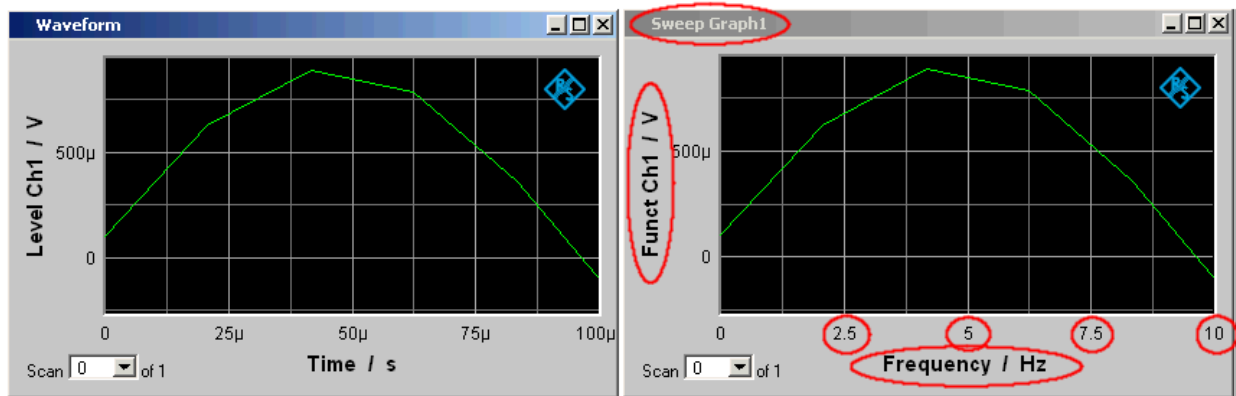 Waveform
Level Ch1 / V
500µ
0
0 25µ 50µ 75µ 100µ
Time / s
Scan 0 of 1
Sweep Graph1
Funct Ch1 / V
500µ
0
0 2.5 5 7.5 10
Frequency / Hz
Scan 0 of 1